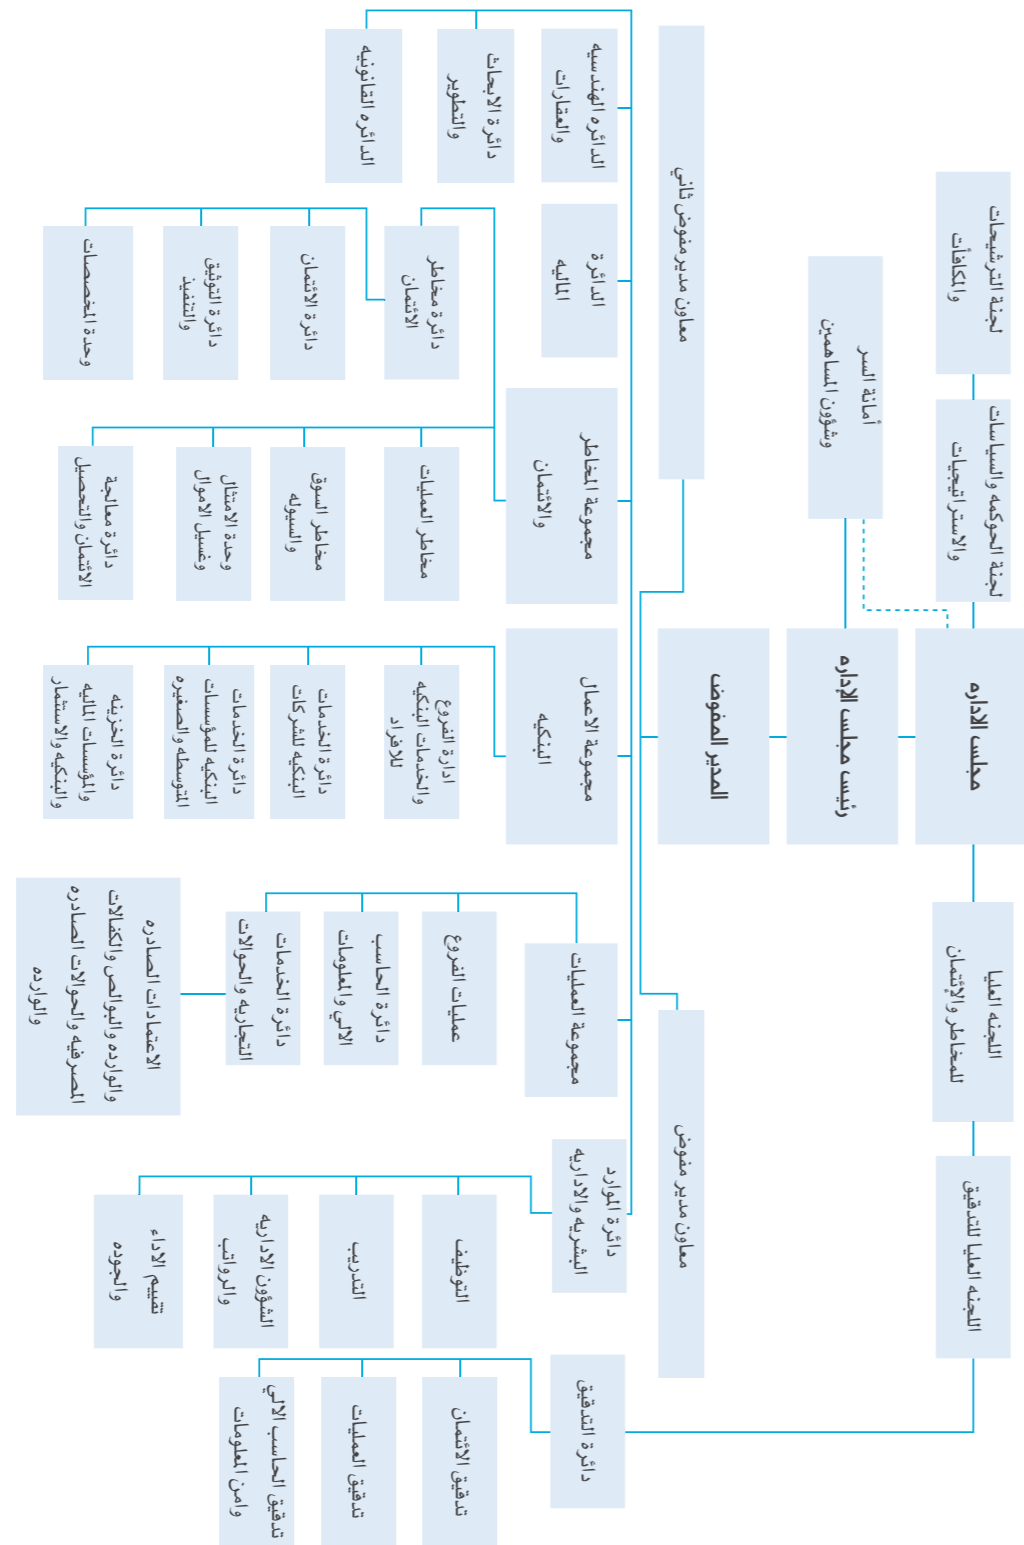 مجلس الاداره
رئيس مجلس الإداره
المدير المفوض
لجنة الترشيحات
والمكافأت
لجنة الحوكمه والسياسات
والاستراتيجيات
أمانة السر
وشؤون المساهمين
اللجنه العليا
للمخاطر والإئتمان
اللجنه العليا للتدقيق
معاون مدير مفوض ثاني
معاون مدير مفوض
الدائره الهندسيه
والعقارات
دائرة الابحاث
والتطوير
الدائره القانونيه
الدائرة
الماليه
مجموعة المخاطر
والائتمان
دائرة مخاطر
الائتمان
دائرة الائتمان
دائرة التوثيق
والتنفيذ
وحدة المخصصات
مخاطر العمليات
مخاطر السوق
والسيوله
وحدة الامتثال
وغسيل الاموال
دائرة معالجة
الائتمان والتحصيل
مجموعة الاعمال
البنكيه
ادارة الفروع
والخدمات البنكيه
للافراد
دائرة الخدمات
البنكيه للشركات
دائرة الخدمات
البنكيه للمؤسسات
المتوسطه والصغيره
دائرة الخزينه
والمؤسسات الماليه
والبنكيه والاستثمار
مجموعة العمليات
عمليات الفروع
دائرة الحاسب
الالي والمعلومات
دائرة الخدمات
التجاريه والحوالات
الاعتمادات الصادره
والوارده والبوالص والكفالات
المصرفيه والحوالات الصادره
والوارده
دائرة الموارد
البشريه والاداريه
التوظيف
التدريب
الشؤون الاداريه
والرواتب
تقييم الاداء
والجوده
دائرة التدقيق
تدقيق الائتمان
تدقيق العمليات
تدقيق الحاسب الالي
وامن المعلومات